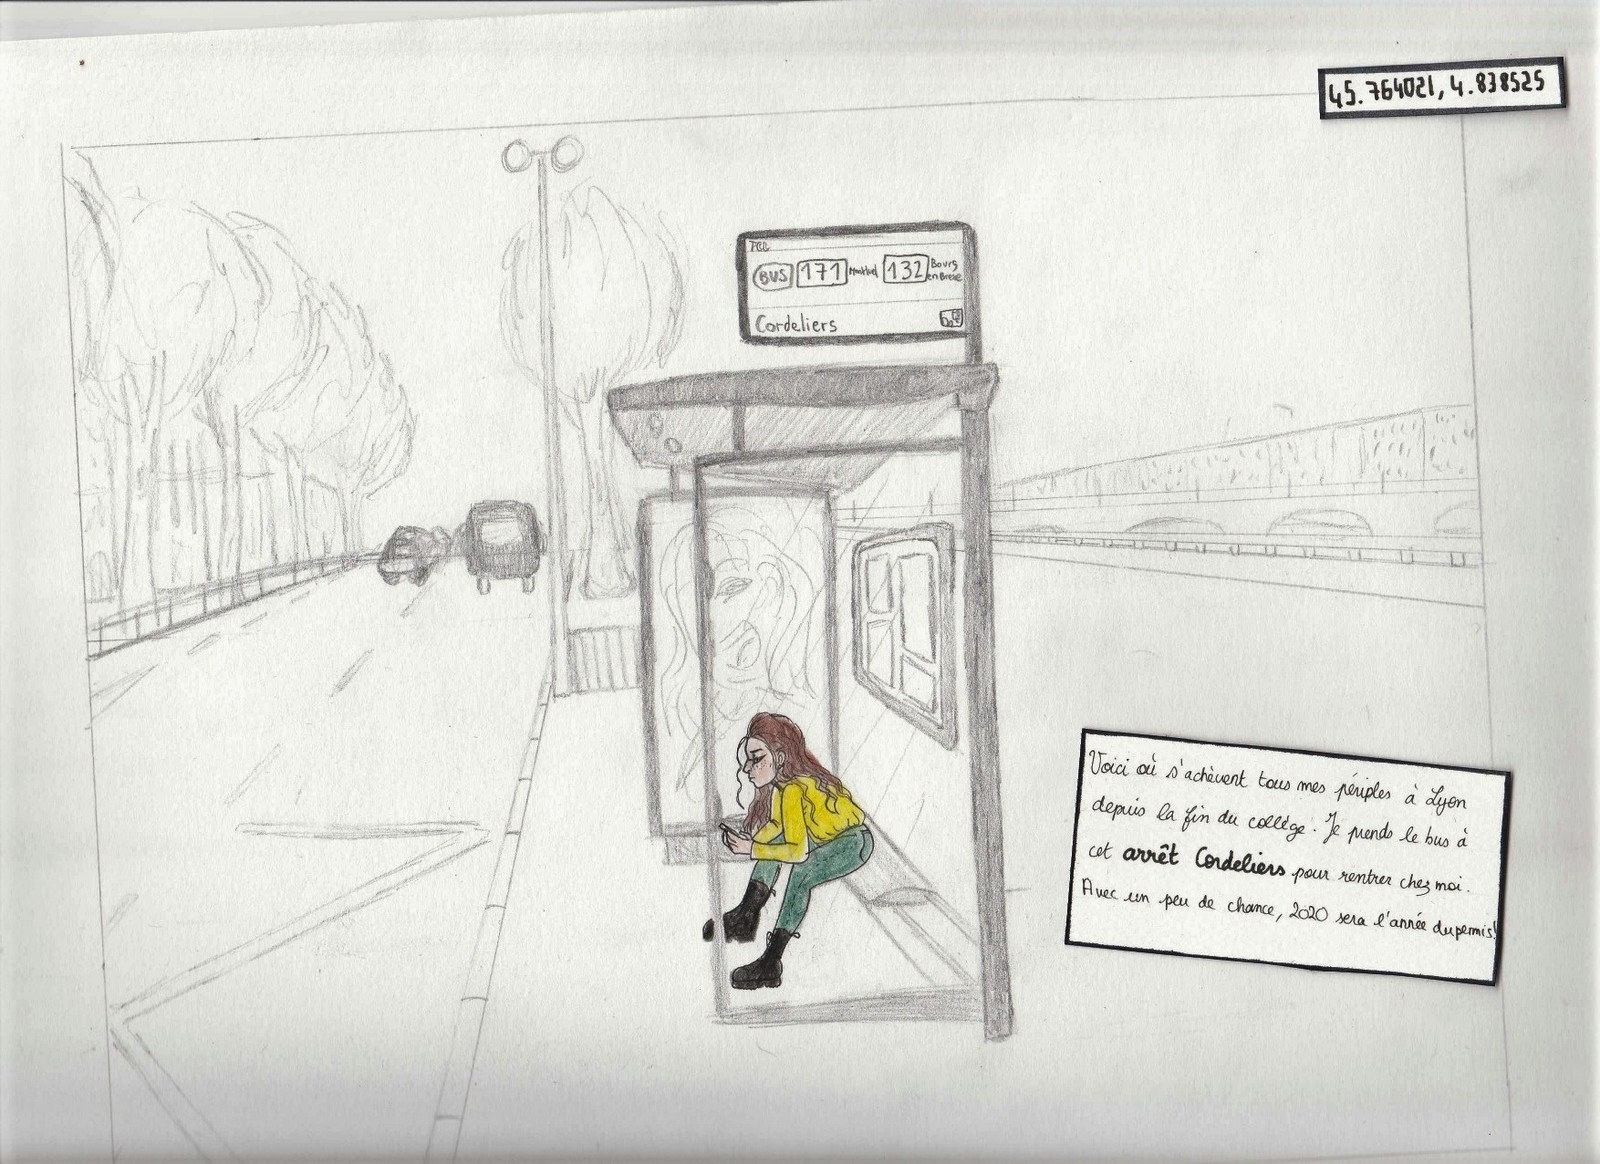 45.764021, 4.838525
TCL
BUS 171 Montluel 132 Bourg
en Bresse
Cordeliers
Voici où s'achèvent tous mes périples à Lyon
depuis la fin du collège. Je prends le bus à
cet arrêt Cordeliers pour rentrer chez moi.
Avec un peu de chance, 2020 sera l'année du permis!